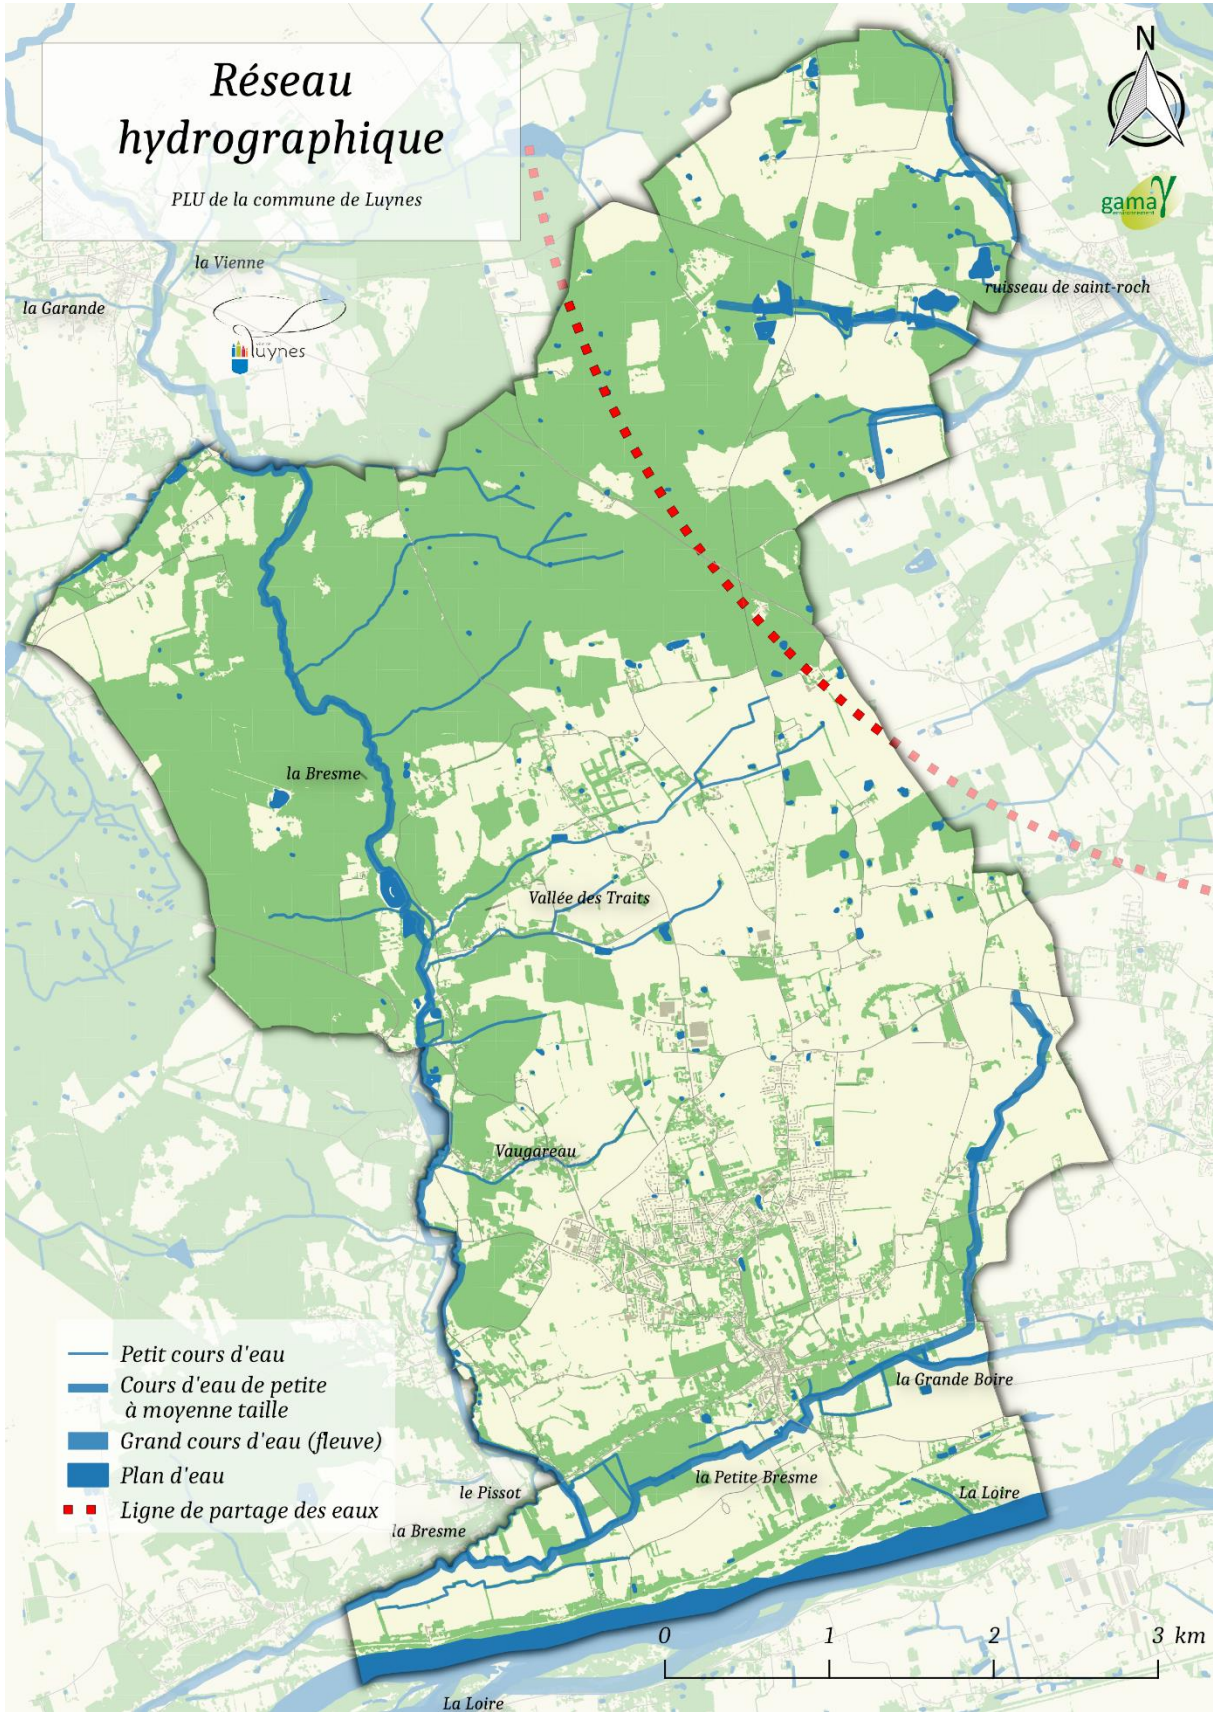 Réseau
hydrographique
PLU de la commune de Luynes
N
gama
la Vienne
la Garande
luynes
ruisseau de saint-roch
la Bresme
Vallée des Traits
Vaugareau
Petit cours d'eau
Cours d'eau de petite
à moyenne taille
Grand cours d'eau (fleuve)
Plan d'eau
Ligne de partage des eaux
la Grande Boire
la Petite Bresme
le Pissot
La Loire
la Bresme
0 1 2 3 km
La Loire